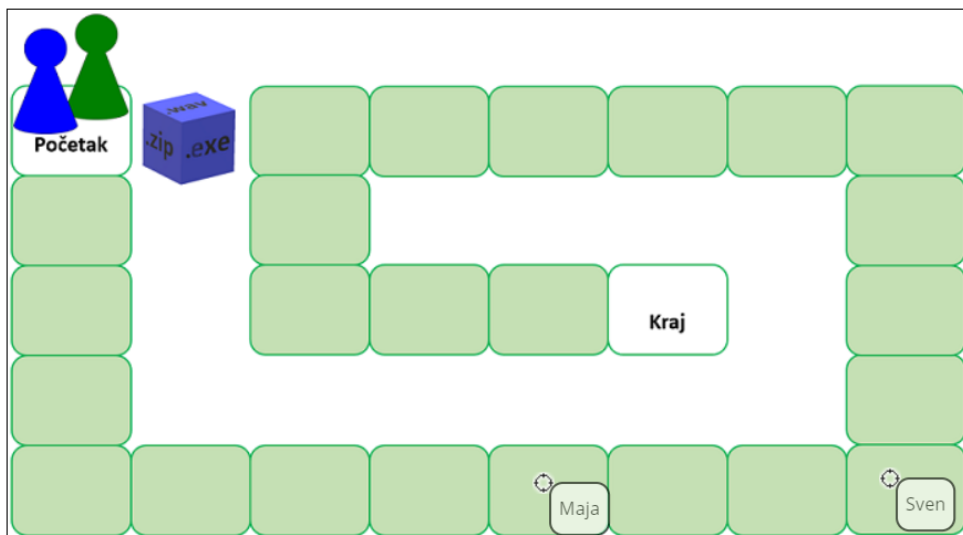 .wav
.zip
.exe
Početak
Kraj
Maja
Sven